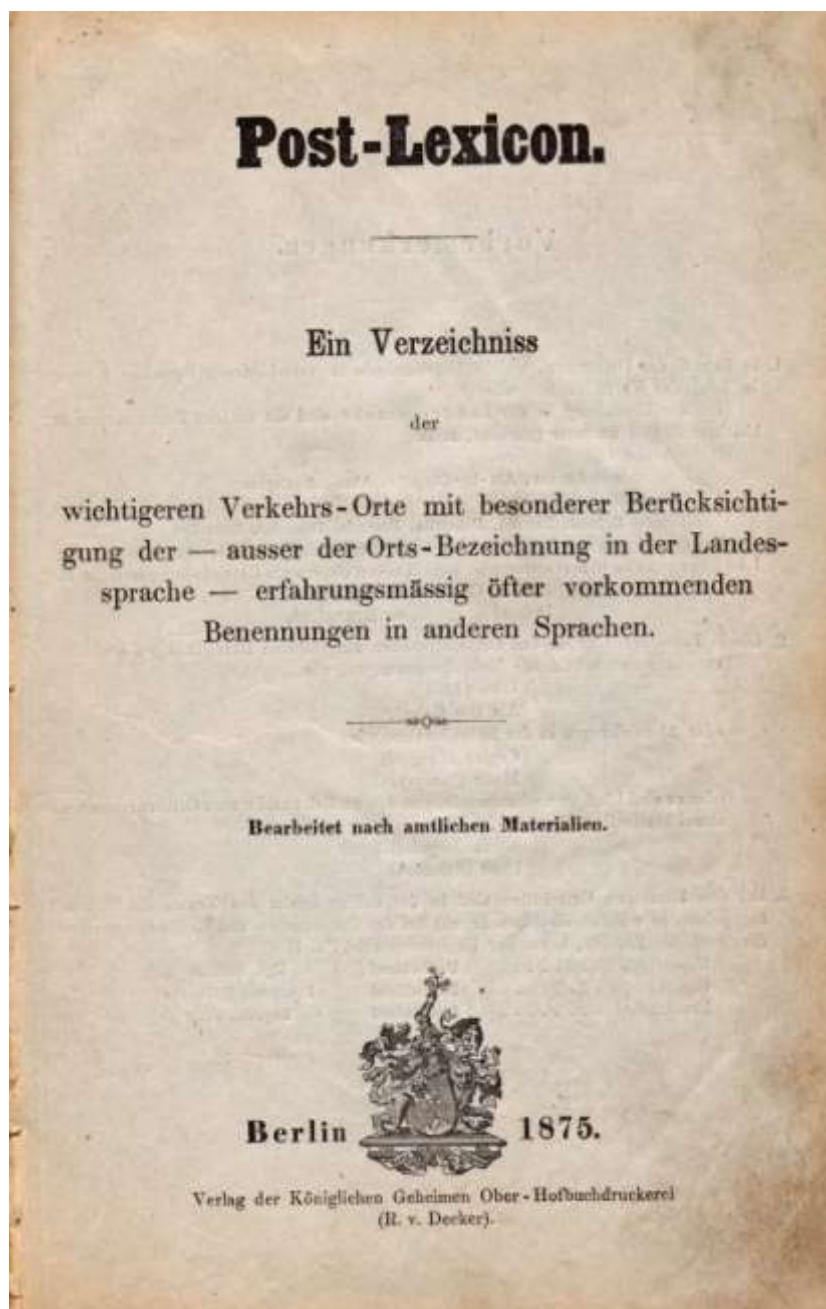 Post-Lexicon.
Ein Verzeichniss
der
wichtigeren Verkehrs-Orte mit besonderer Berücksichti-
gung der — ausser der Orts-Bezeichnung in der Landes-
sprache — erfahrungsmässig öfter vorkommenden
Benennungen in anderen Sprachen.
Bearbeitet nach amtlichen Materialien.
Berlin 1875.
Verlag der Königlichen Geheimen Ober-Hofbuchdruckerei
(R. v. Decker).